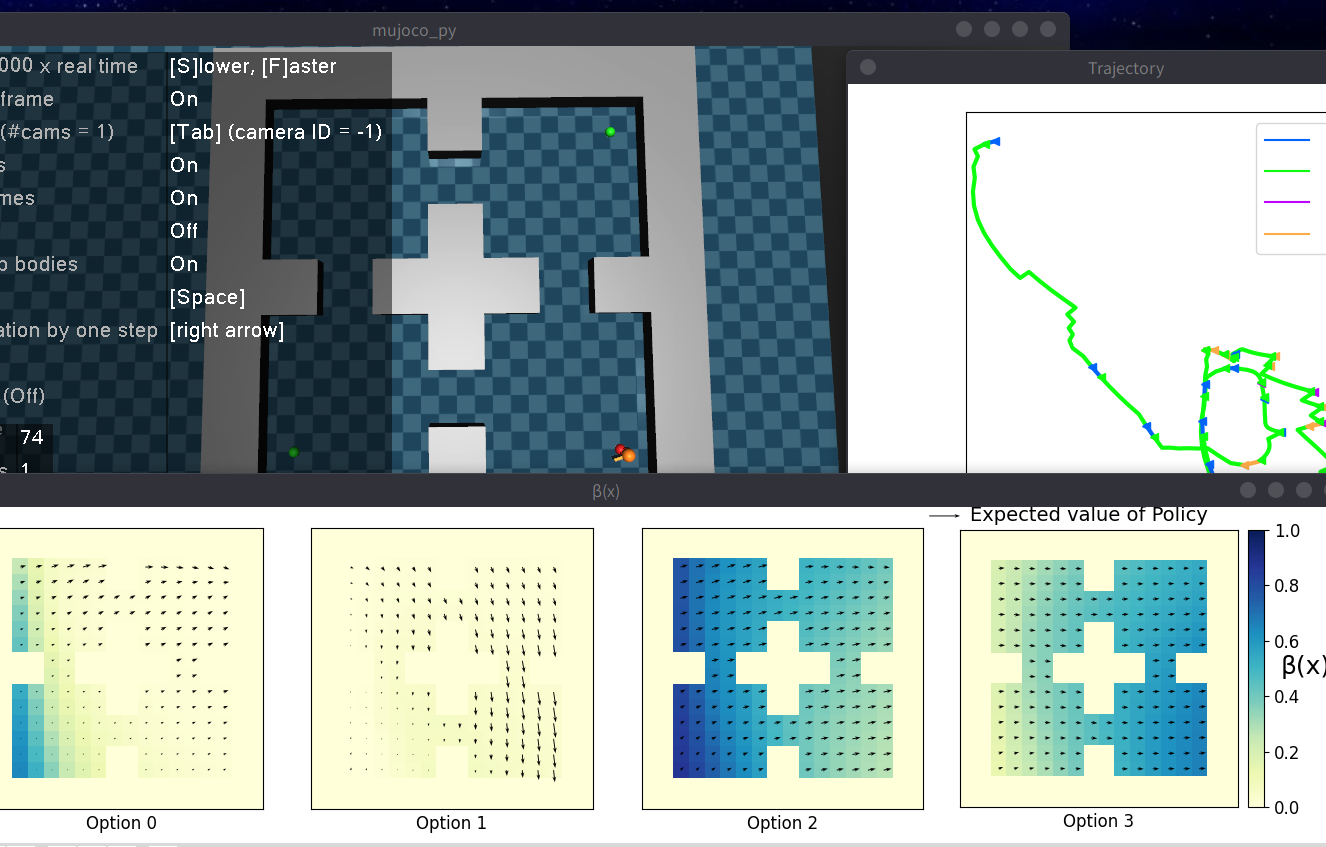 mujoco_py
000 x real time [S]lower, [F]aster
frame On
(#cams = 1) [Tab] (camera ID = -1)
s On
mes On
Off
o bodies On
[Space]
ation by one step [right arrow]
(Off)
74
s 1
Trajectory
β(x)
Expected value of Policy
1.0
0.8
0.6
β(x)
0.4
0.2
0.0
Option 0
Option 1
Option 2
Option 3